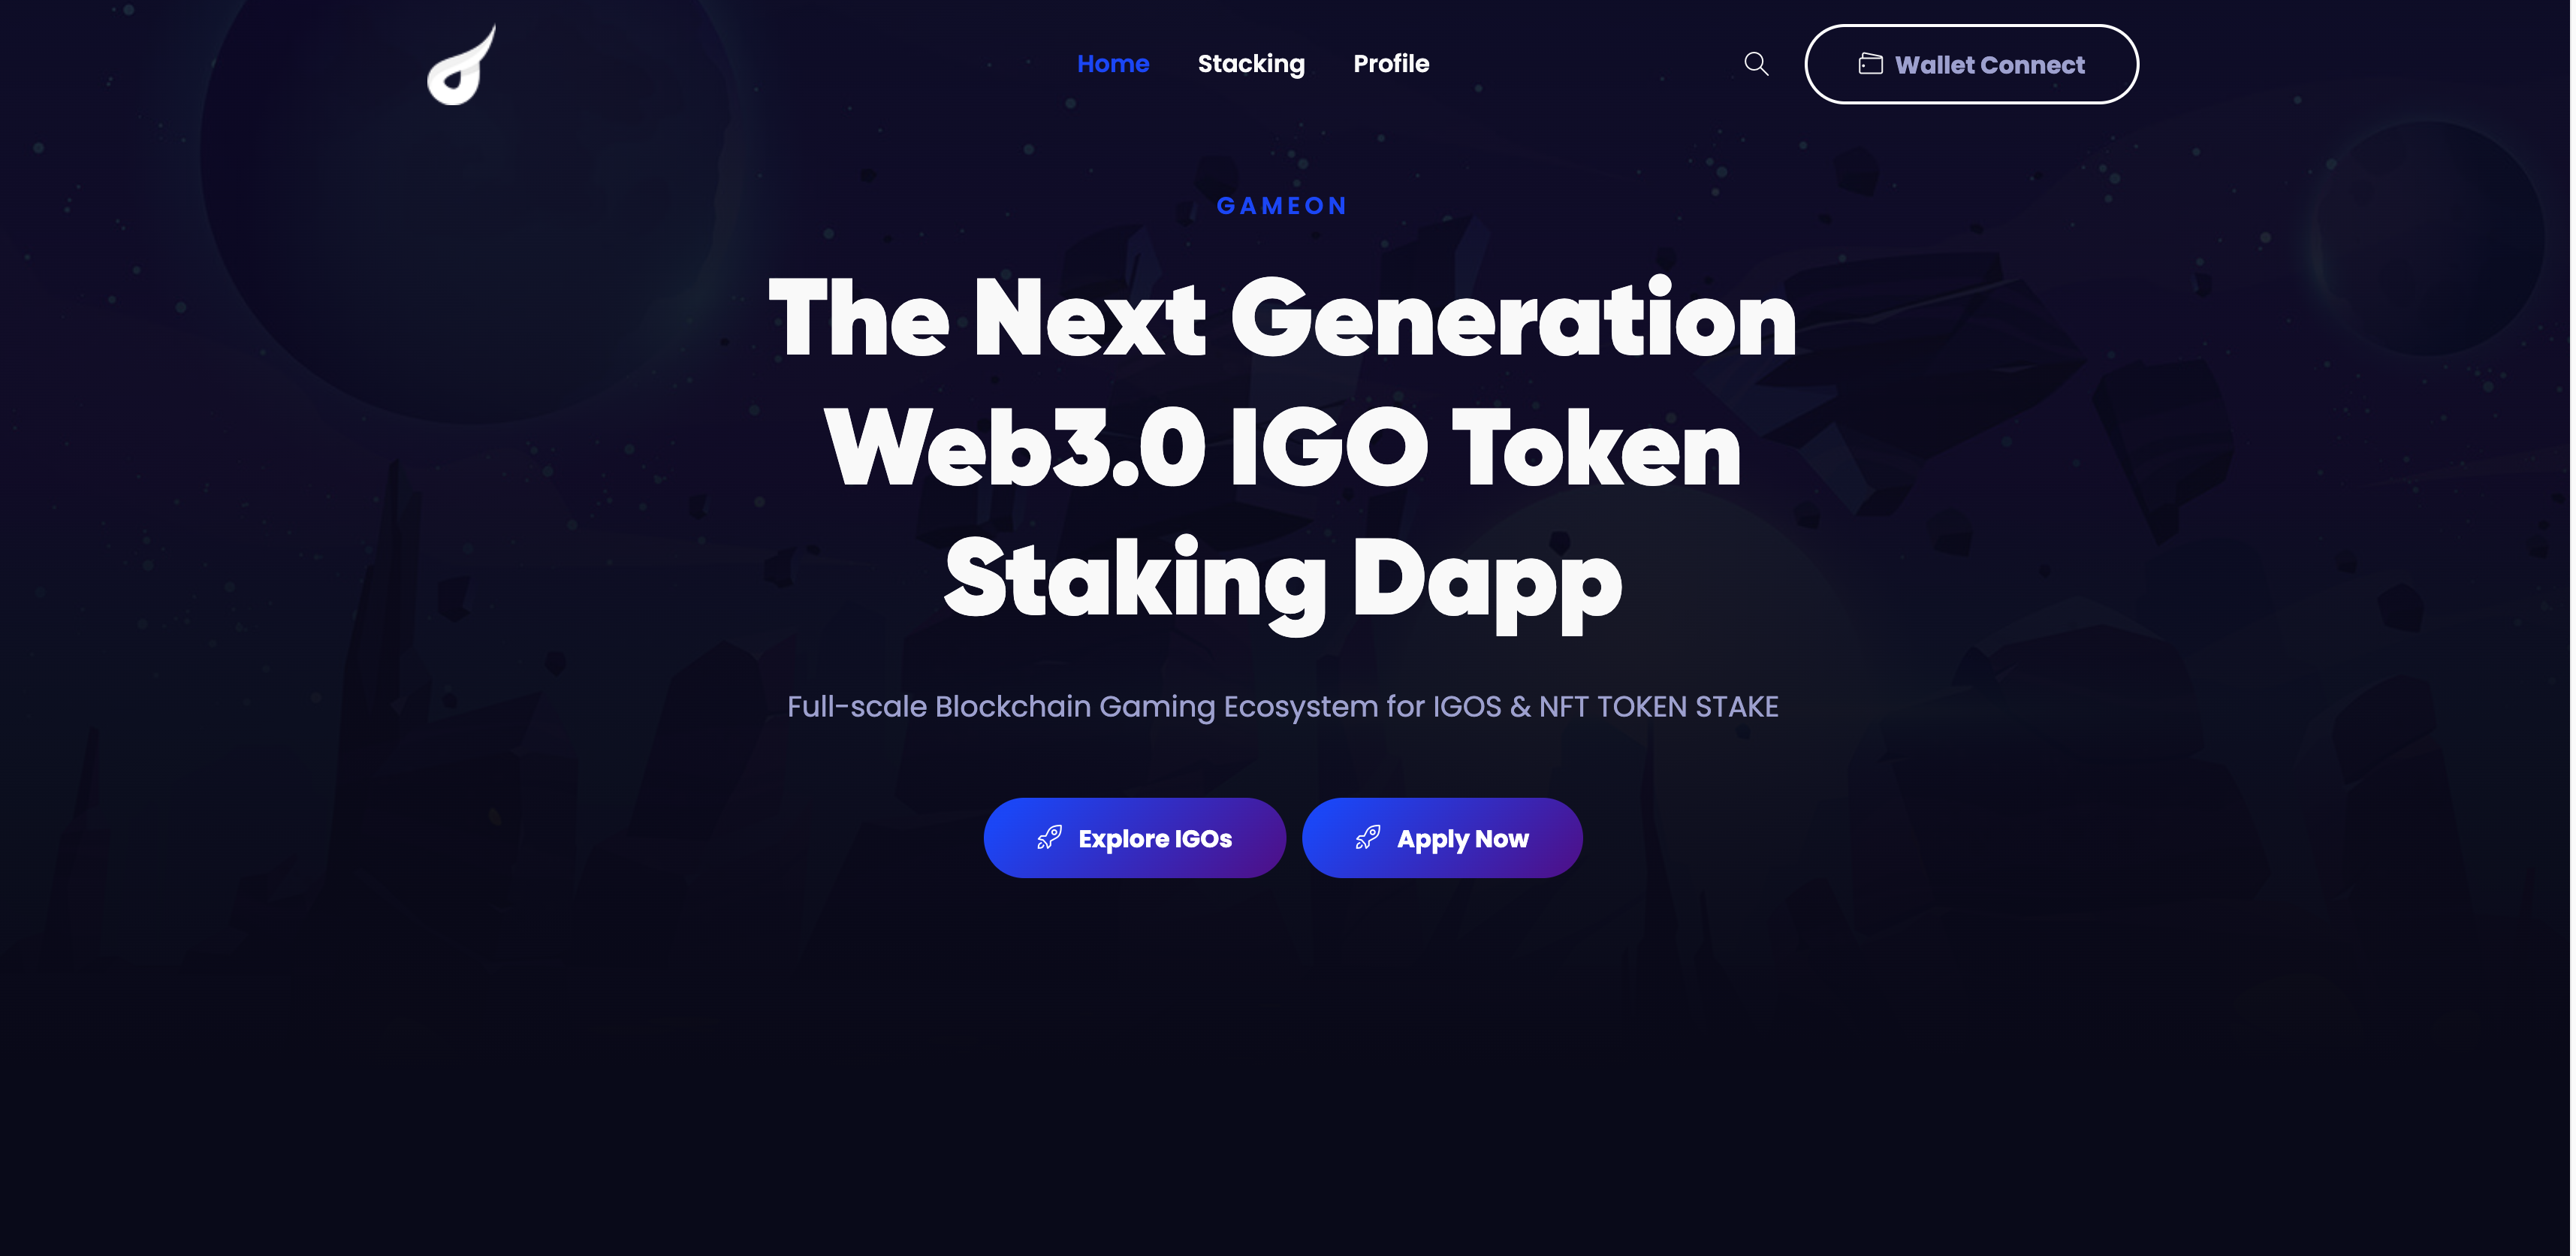 Home Stacking Profile Wallet Connect
GAMEON
The Next Generation
Web3.0 IGO Token
Staking Dapp
Full-scale Blockchain Gaming Ecosystem for IGOS & NFT TOKEN STAKE
Explore IGOs Apply Now